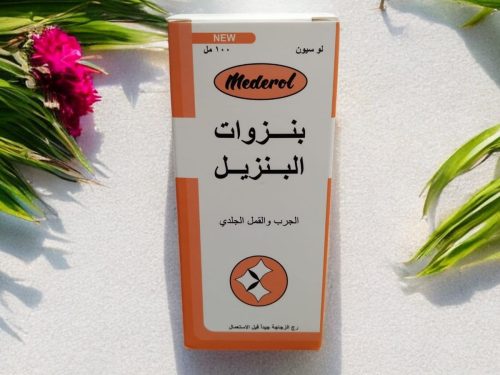 NEW
لوسيون
١٠٠ مل
Mederol
بنزوات
البنزيل
الجرب والقمل الجلدي
رج الزجاجة جيداً قبل الاستعمال